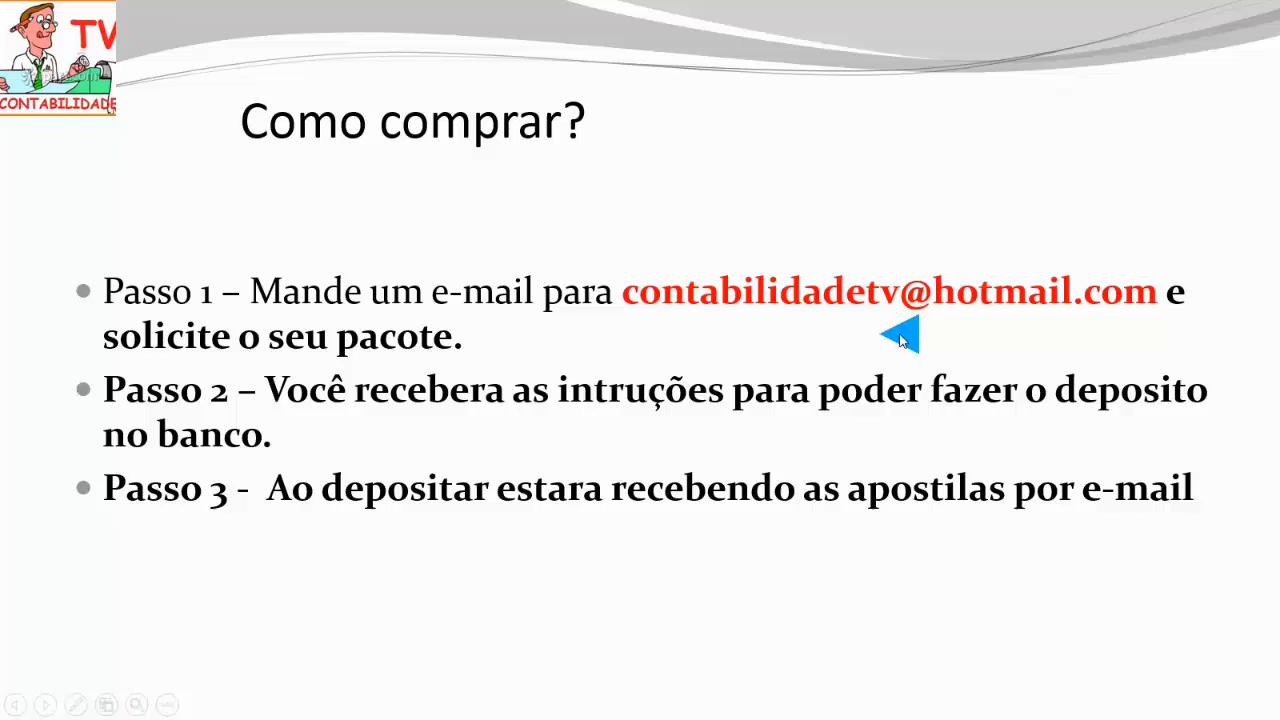 TV
CONTABILIDADE
Como comprar?
Passo 1 – Mande um e-mail para contabilidadetv@hotmail.com e
solicite o seu pacote.
Passo 2 – Você recebera as intruções para poder fazer o deposito
no banco.
Passo 3 - Ao depositar estara recebendo as apostilas por e-mail